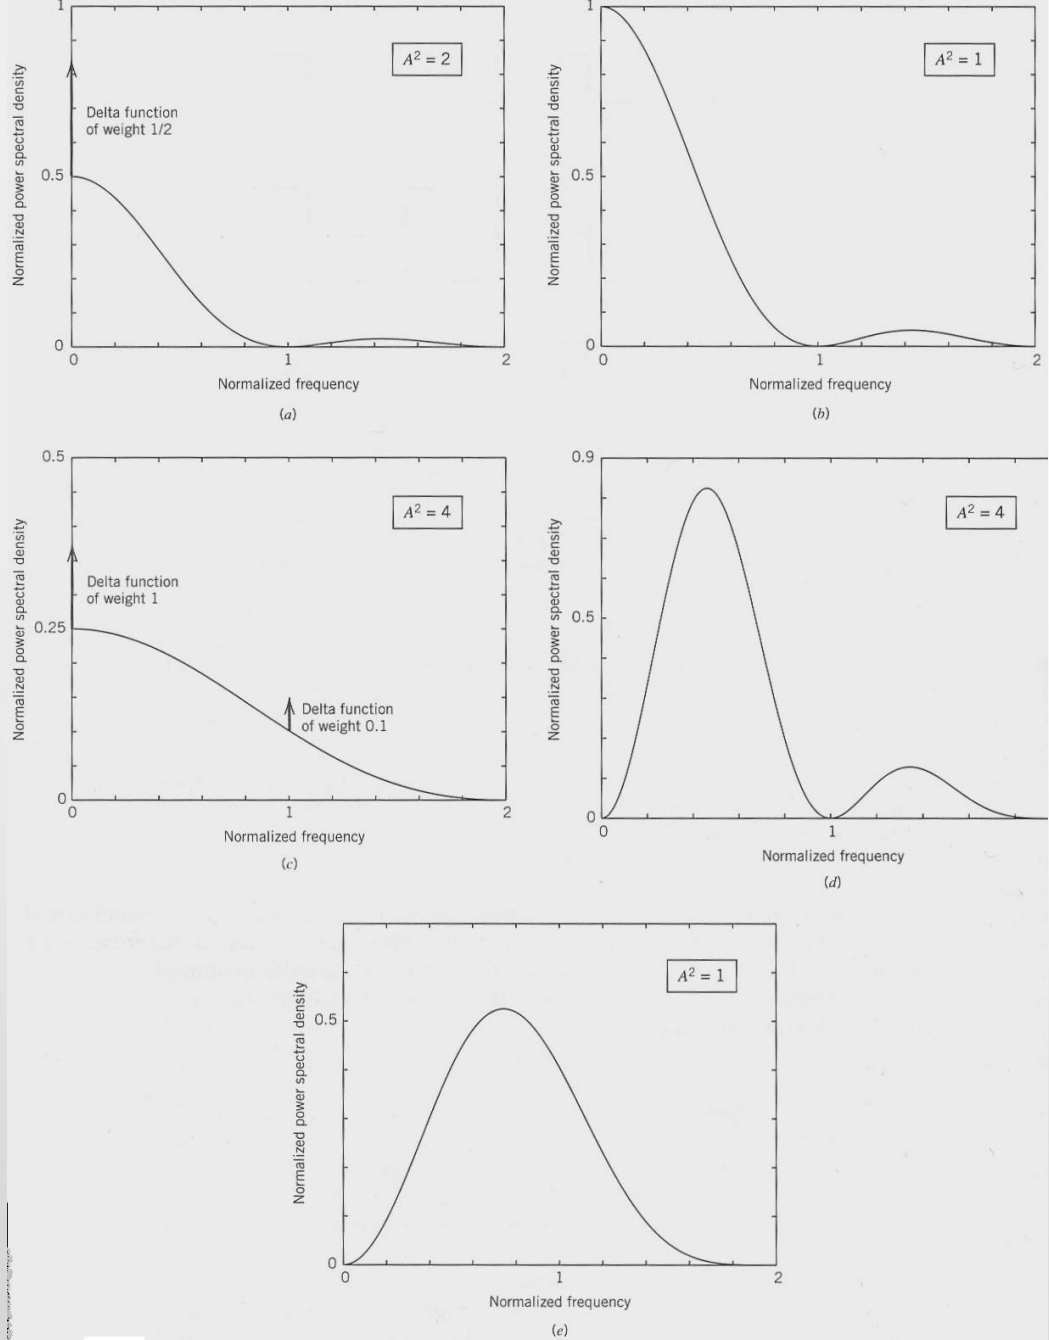 1
Normalized power spectral density
A² = 2
Delta function
of weight 1/2
0.5
0
0
1
2
Normalized frequency
(a)
1
Normalized power spectral density
A² = 1
0.5
0
0
1
2
Normalized frequency
(b)
0.5
Normalized power spectral density
A² = 4
Delta function
of weight 1
0.25
Delta function
of weight 0.1
0
0
1
2
Normalized frequency
(c)
0.9
Normalized power spectral density
A² = 4
0.5
0
0
1
Normalized frequency
(d)
Normalized power spectral density
A² = 1
0.5
0
0
1
2
Normalized frequency
(e)